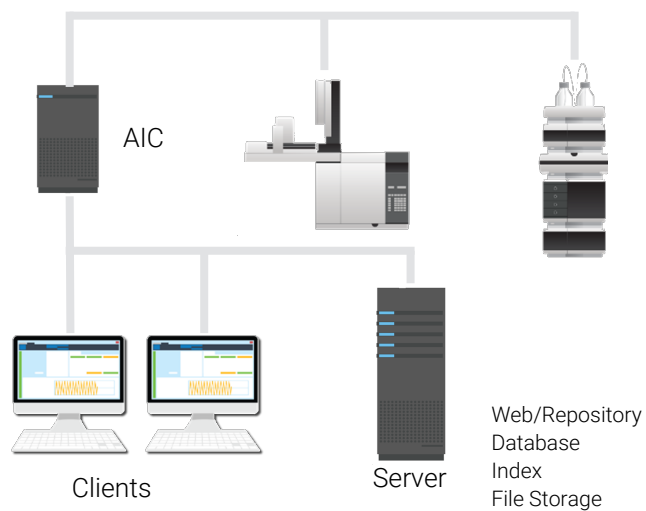 AIC
Clients
Server
Web/Repository
Database
Index
File Storage